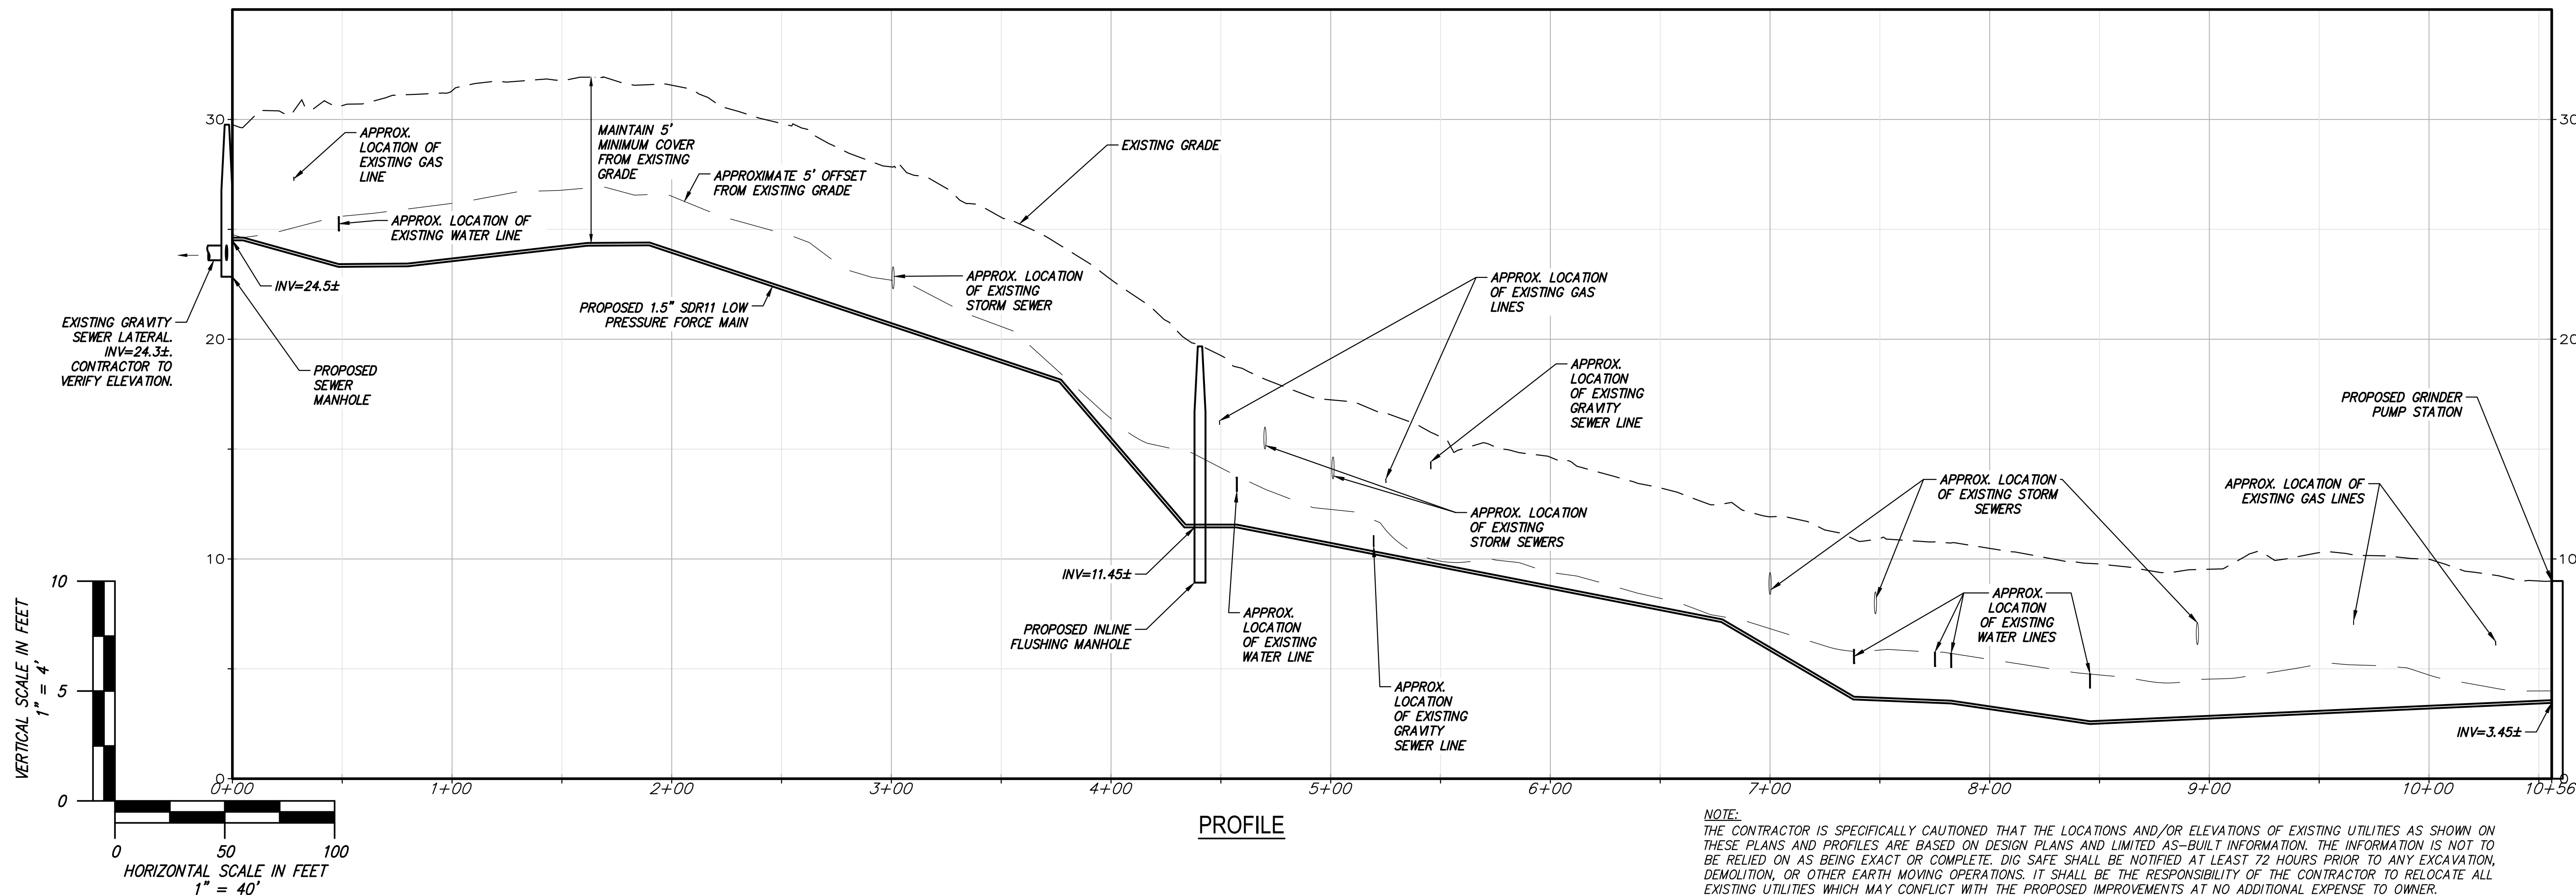 30
30
20
20
10
10
0
0
APPROX.
LOCATION OF
EXISTING GAS
LINE
MAINTAIN 5'
MINIMUM COVER
FROM EXISTING
GRADE
APPROXIMATE 5' OFFSET
FROM EXISTING GRADE
EXISTING GRADE
APPROX. LOCATION OF
EXISTING WATER LINE
INV=24.5±
EXISTING GRAVITY
SEWER LATERAL.
INV=24.3±.
CONTRACTOR TO
VERIFY ELEVATION.
PROPOSED
SEWER
MANHOLE
PROPOSED 1.5" SDR11 LOW
PRESSURE FORCE MAIN
APPROX. LOCATION
OF EXISTING
STORM SEWER
APPROX. LOCATION
OF EXISTING GAS
LINES
APPROX.
LOCATION
OF EXISTING
GRAVITY
SEWER LINE
PROPOSED GRINDER
PUMP STATION
APPROX. LOCATION
OF EXISTING
STORM SEWERS
APPROX. LOCATION
OF EXISTING STORM
SEWERS
APPROX. LOCATION OF
EXISTING GAS LINES
INV=11.45±
PROPOSED INLINE
FLUSHING MANHOLE
APPROX.
LOCATION
OF EXISTING
WATER LINE
APPROX.
LOCATION
OF EXISTING
WATER LINES
APPROX.
LOCATION
OF EXISTING
GRAVITY
SEWER LINE
INV=3.45±
0+00
1+00
2+00
3+00
4+00
5+00
6+00
7+00
8+00
9+00
10+00
10+56
VERTICAL SCALE IN FEET
1" = 4'
10
5
0
0
50
100
HORIZONTAL SCALE IN FEET
1" = 40'
PROFILE
NOTE:
THE CONTRACTOR IS SPECIFICALLY CAUTIONED THAT THE LOCATIONS AND/OR ELEVATIONS OF EXISTING UTILITIES AS SHOWN ON
THESE PLANS AND PROFILES ARE BASED ON DESIGN PLANS AND LIMITED AS-BUILT INFORMATION. THE INFORMATION IS NOT TO
BE RELIED ON AS BEING EXACT OR COMPLETE. DIG SAFE SHALL BE NOTIFIED AT LEAST 72 HOURS PRIOR TO ANY EXCAVATION,
DEMOLITION, OR OTHER EARTH MOVING OPERATIONS. IT SHALL BE THE RESPONSIBILITY OF THE CONTRACTOR TO RELOCATE ALL
EXISTING UTILITIES WHICH MAY CONFLICT WITH THE PROPOSED IMPROVEMENTS AT NO ADDITIONAL EXPENSE TO OWNER.